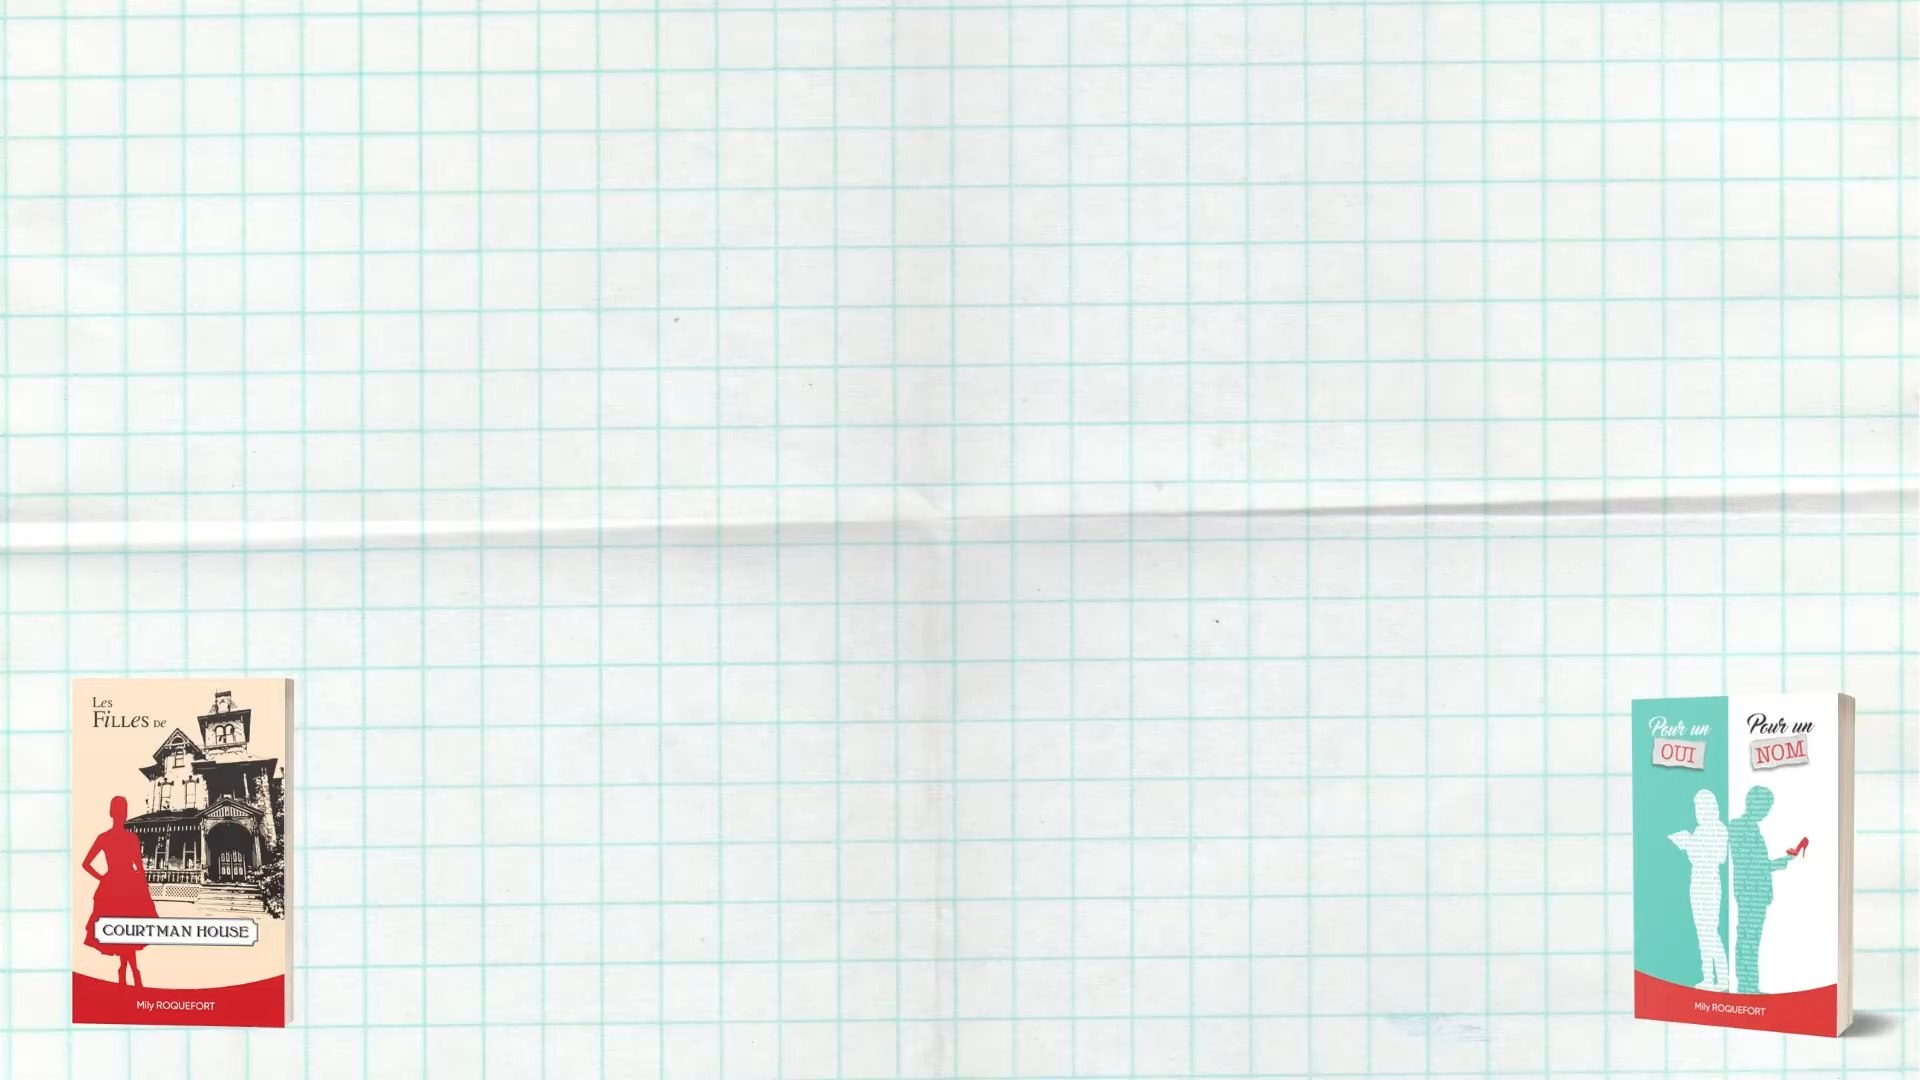 Les
Filles de
COURTMAN HOUSE
Mily ROQUEFORT
Pour un
OUI
Pour un
NOM
Mily ROQUEFORT